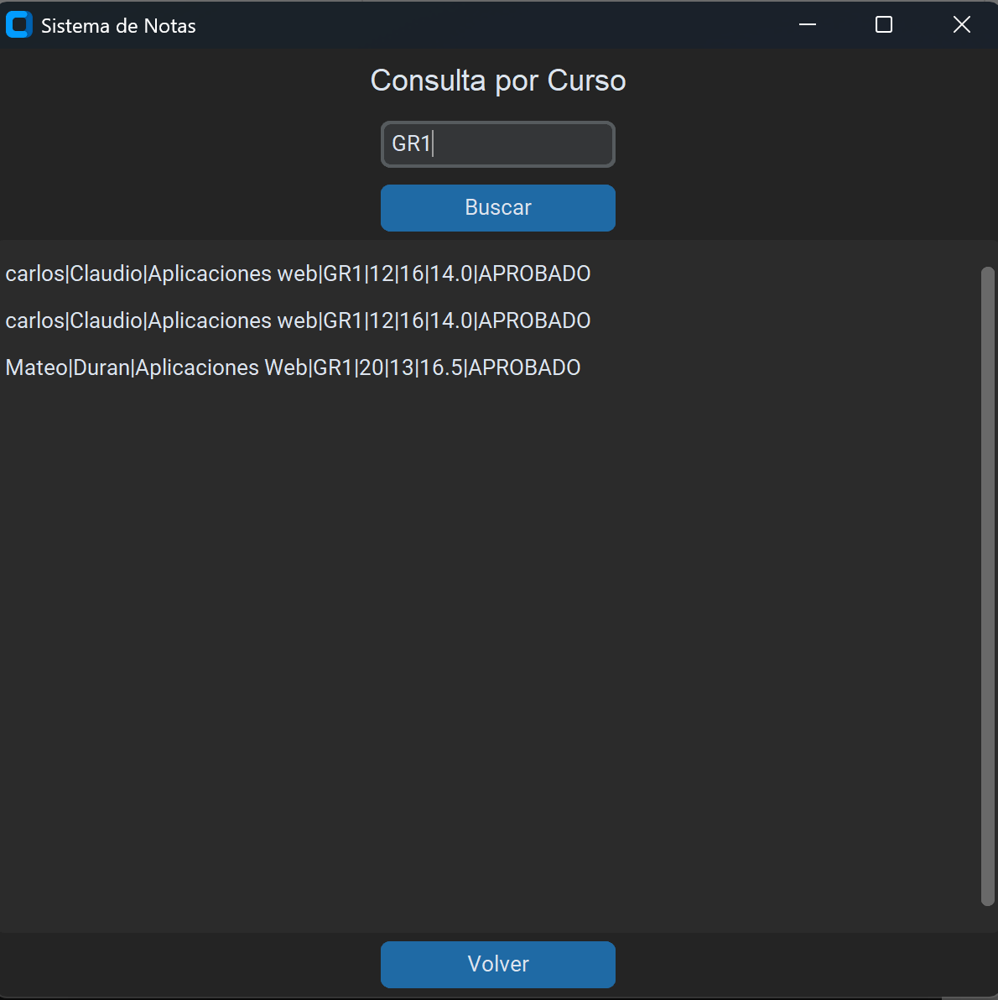 Sistema de Notas
Consulta por Curso
GR1
Buscar
carlos|Claudio|Aplicaciones web|GR1|12|16|14.0|APROBADO
carlos|Claudio|Aplicaciones web|GR1|12|16|14.0|APROBADO
Mateo|Duran|Aplicaciones Web|GR1|20|13|16.5|APROBADO
Volver